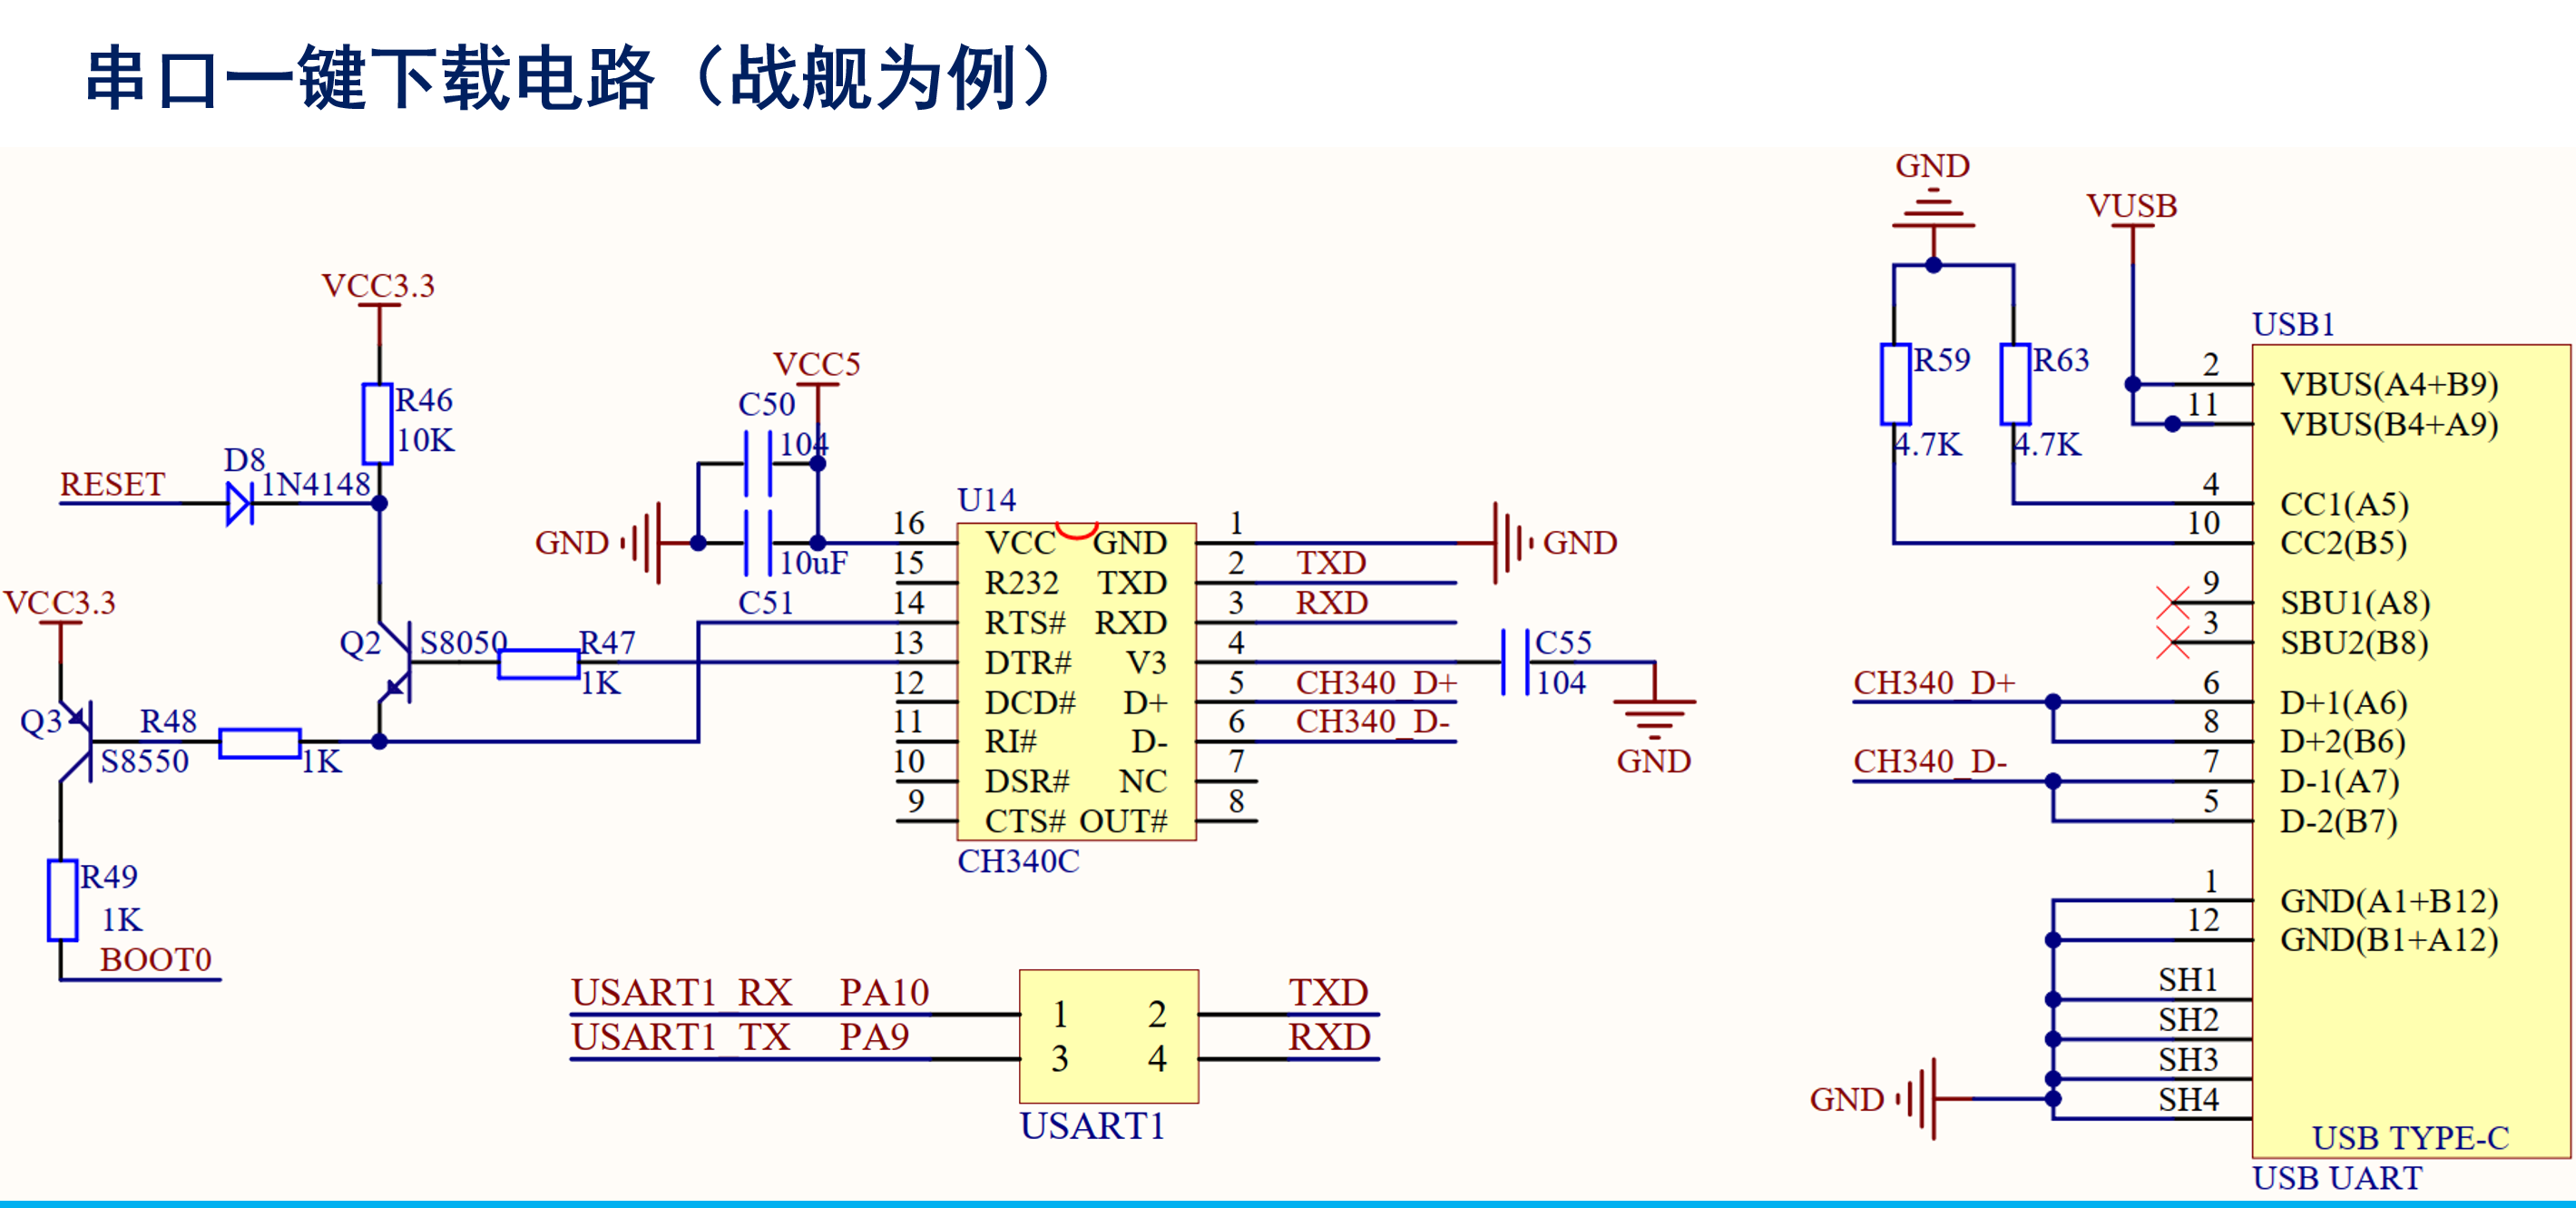 串口一键下载电路（战舰为例）
VCC3.3
R46
10K
D8
1N4148
RESET
VCC3.3
Q2
S8050
R47
1K
Q3
S8550
R48
1K
R49
1K
BOOT0
VCC5
C50
104
GND
10uF
C51
U14
16 VCC GND 1
15 R232 TXD 2
14 RTS# RXD 3
13 DTR# V3 4
12 DCD# D+ 5
11 RI# D- 6
10 DSR# NC 7
9 CTS# OUT# 8
CH340C
GND
TXD
RXD
C55
104
CH340_D+
CH340_D-
GND
USART1_RX PA10 1 2 TXD
USART1_TX PA9 3 4 RXD
USART1
GND
VUSB
R59
4.7K
R63
4.7K
USB1
2 VBUS(A4+B9)
11 VBUS(B4+A9)
4 CC1(A5)
10 CC2(B5)
9 SBU1(A8)
3 SBU2(B8)
CH340_D+ 6 D+1(A6)
8 D+2(B6)
CH340_D- 7 D-1(A7)
5 D-2(B7)
1 GND(A1+B12)
12 GND(B1+A12)
SH1
SH2
SH3
GND SH4
USB TYPE-C
USB UART